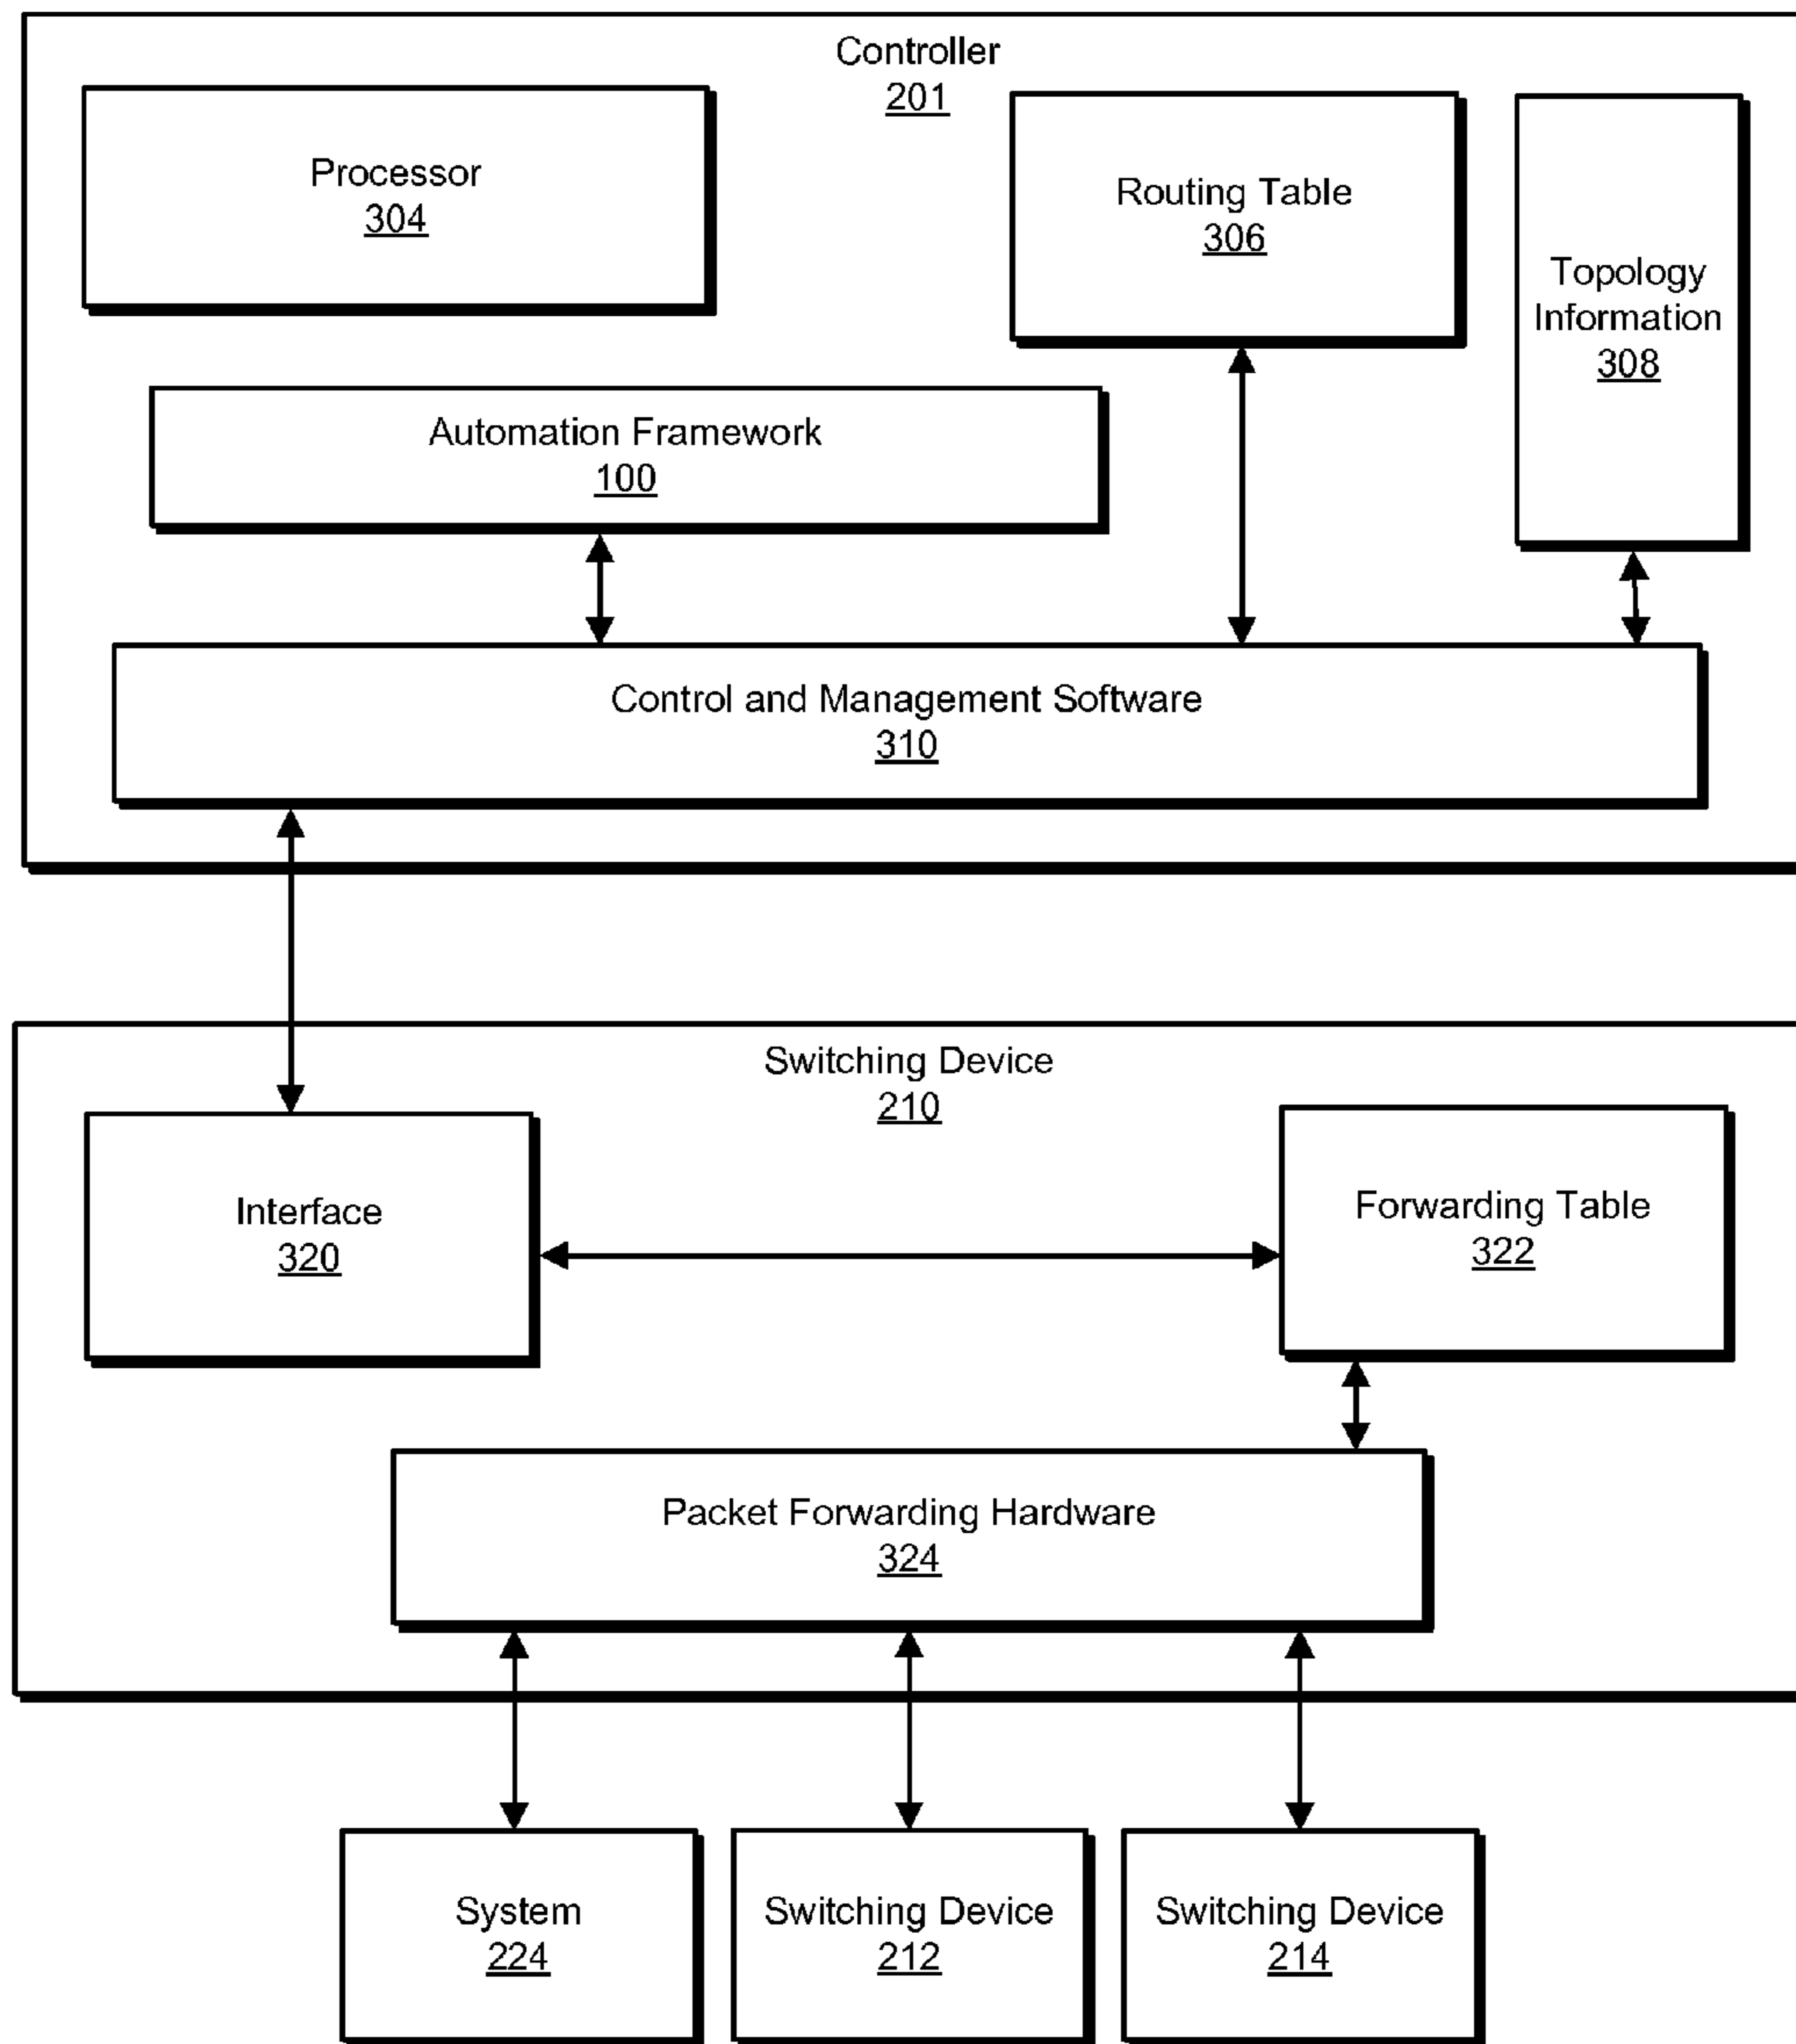 Controller
201
Processor
304
Routing Table
306
Topology
Information
308
Automation Framework
100
Control and Management Software
310
Switching Device
210
Interface
320
Forwarding Table
322
Packet Forwarding Hardware
324
System
224
Switching Device
212
Switching Device
214